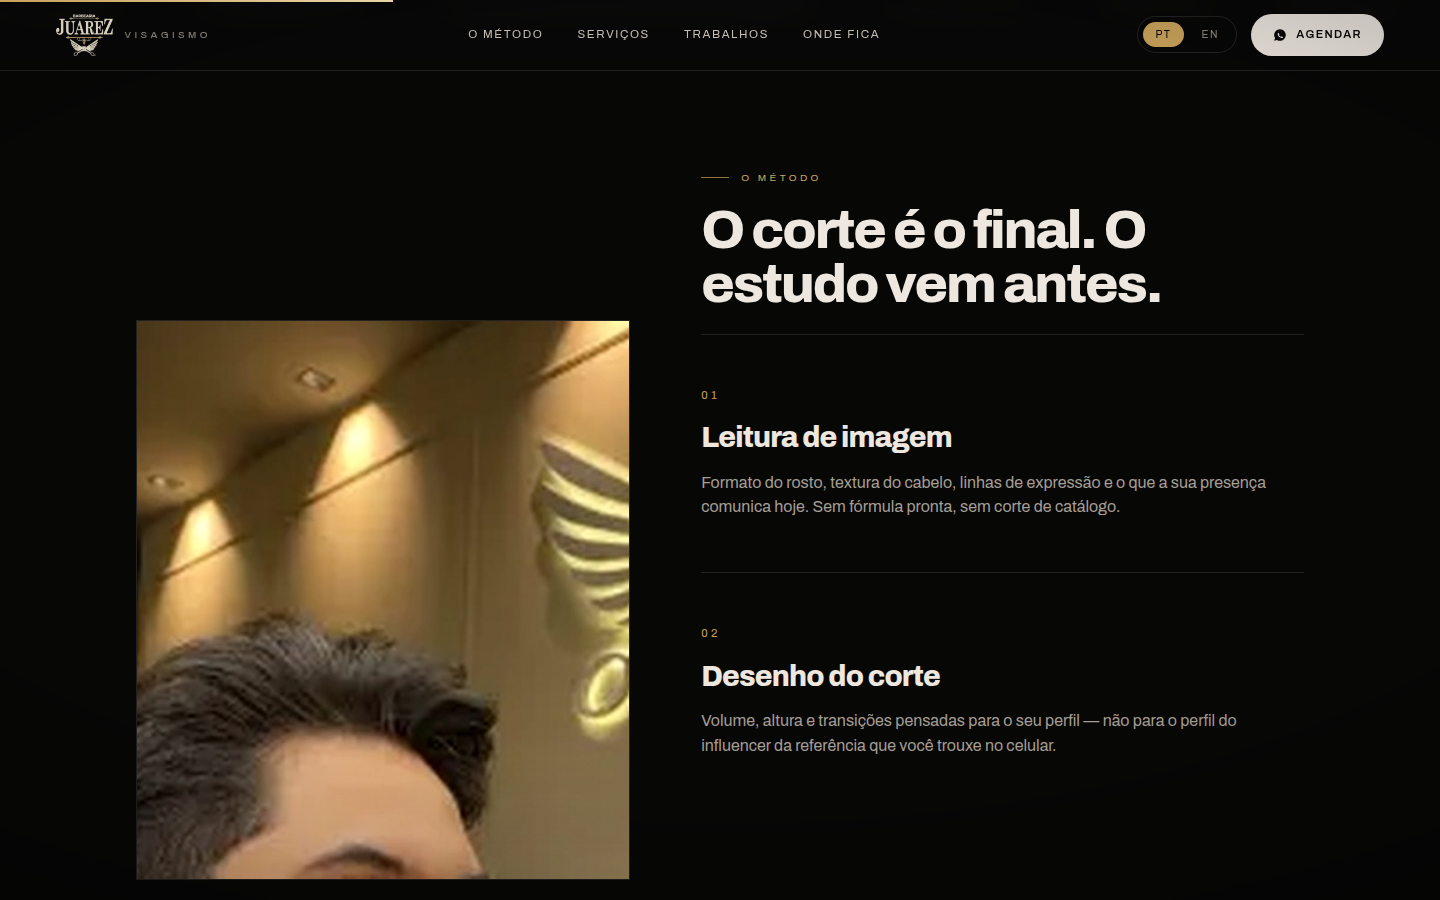 BARBEARIA
JUAREZ
VISAGISMO
O MÉTODO
SERVIÇOS
TRABALHOS
ONDE FICA
PT
EN
AGENDAR
O MÉTODO
O corte é o final. O
estudo vem antes.
01
Leitura de imagem
Formato do rosto, textura do cabelo, linhas de expressão e o que a sua presença
comunica hoje. Sem fórmula pronta, sem corte de catálogo.
02
Desenho do corte
Volume, altura e transições pensadas para o seu perfil — não para o perfil do
influencer da referência que você trouxe no celular.